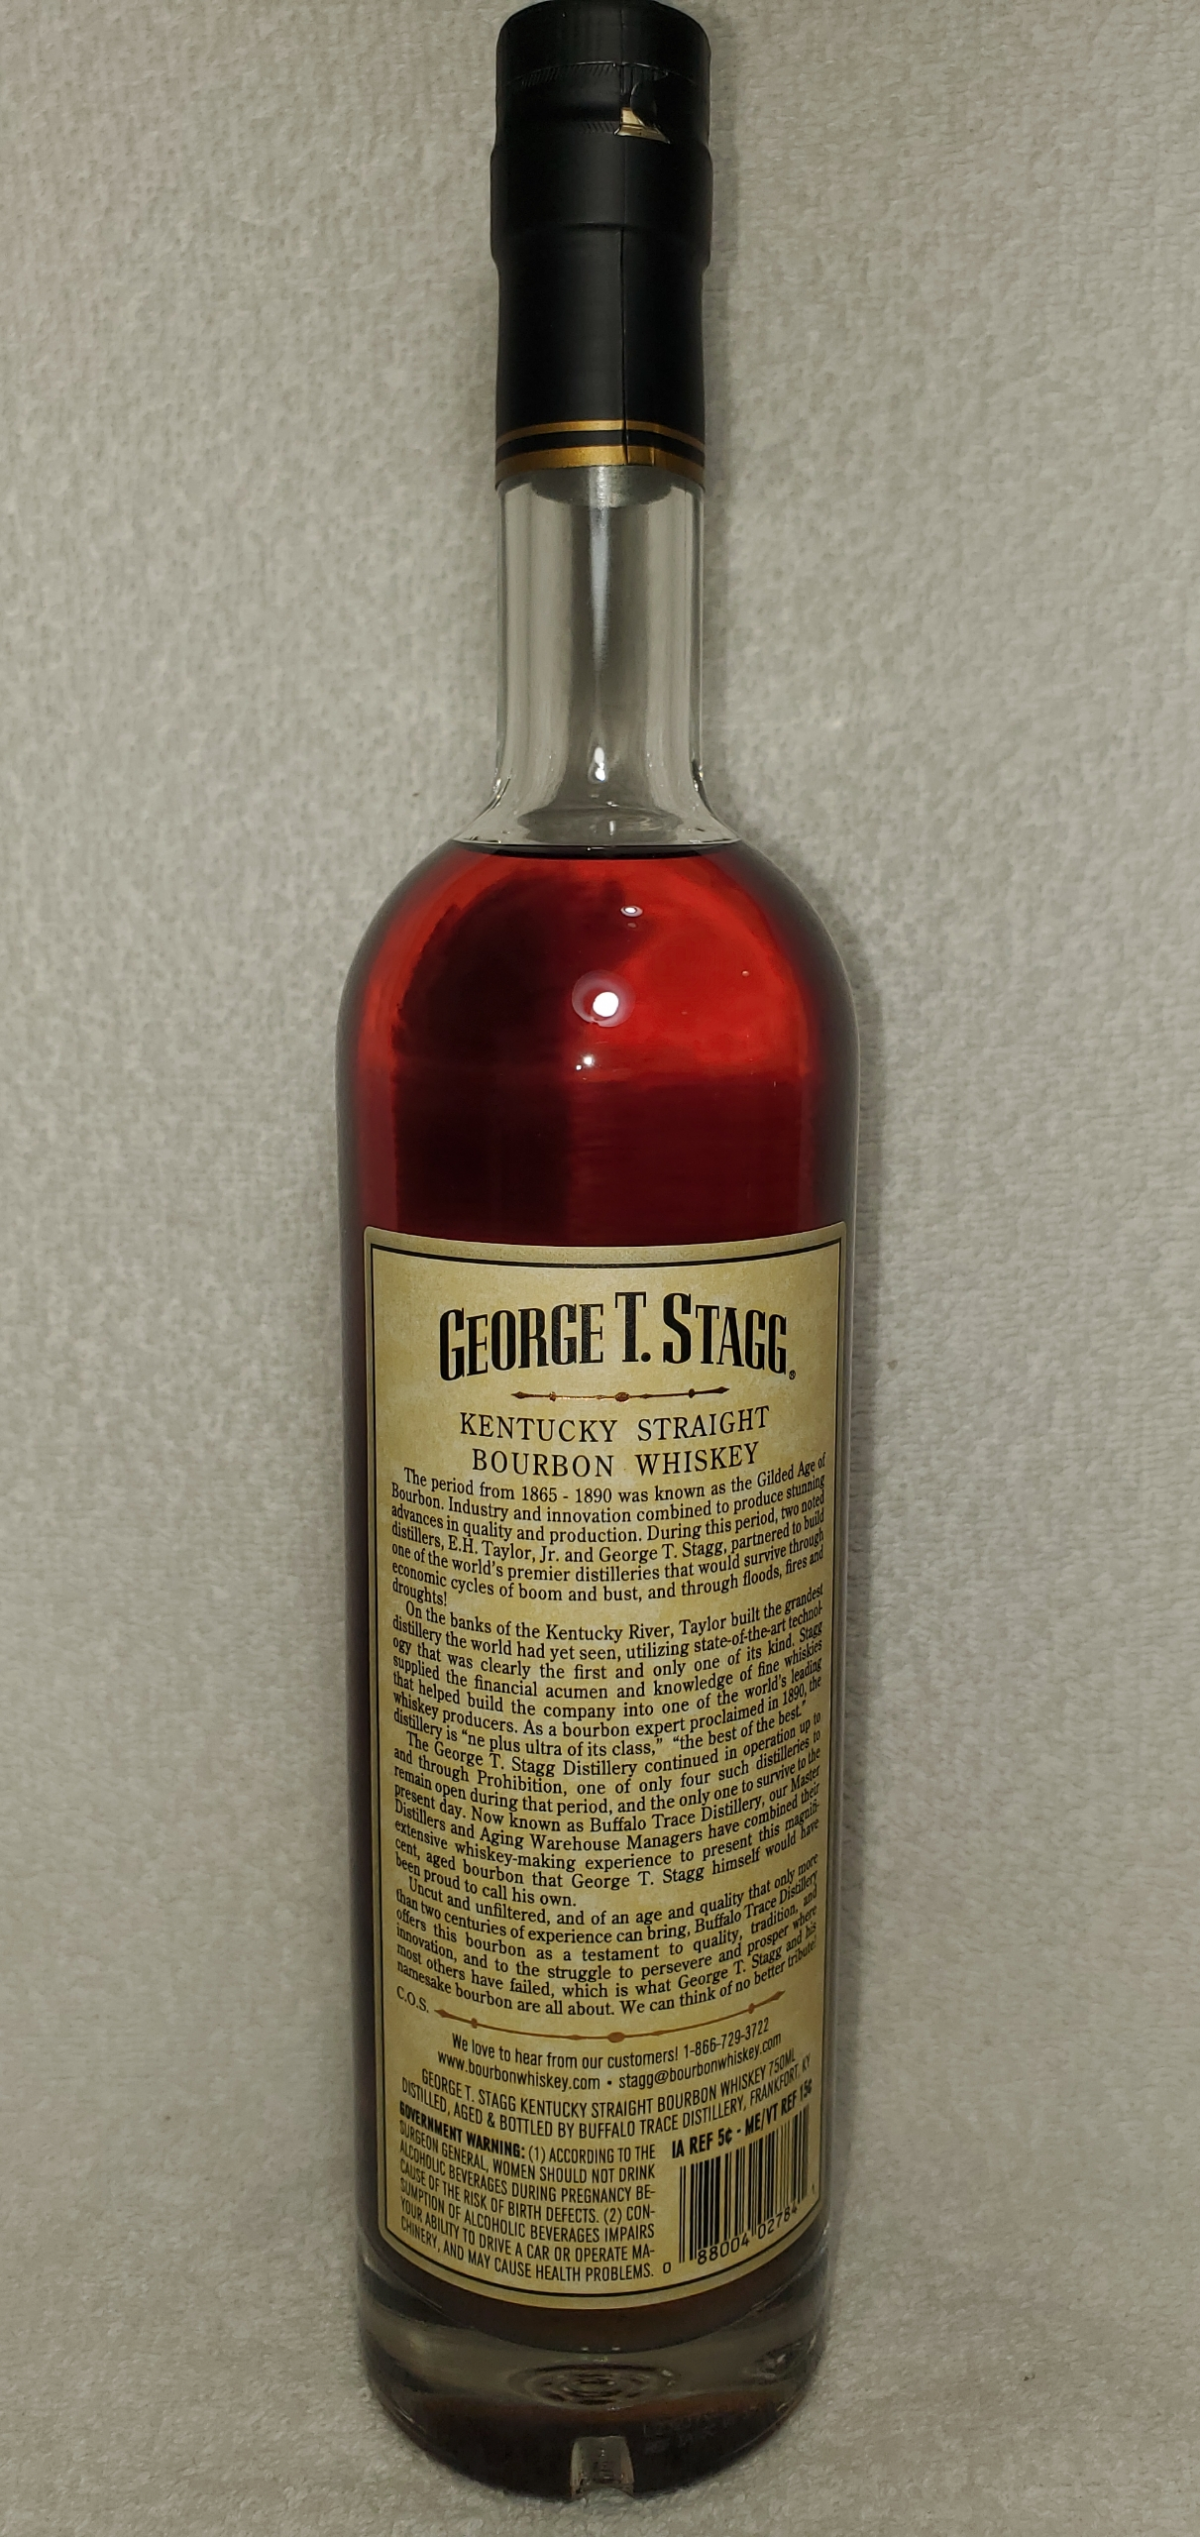 GEORGE T. STAGG®
KENTUCKY STRAIGHT
BOURBON WHISKEY
The period from 1865 - 1890 was known as the Gilded Age of
Bourbon. Industry and innovation combined to produce stunning
advances in quality and production. During this period, two noted
distillers, E.H. Taylor, Jr. and George T. Stagg, partnered to build
one of the world's premier distilleries that would survive through
economic cycles of boom and bust, and through floods, fires and
droughts!
On the banks of the Kentucky River, Taylor built the grandest
distillery the world had yet seen, utilizing state-of-the-art technol-
ogy that was clearly the first and only one of its kind. Stagg
supplied the financial acumen and knowledge of fine whiskies
that helped build the company into one of the world's leading
whiskey producers. As a bourbon expert proclaimed in 1890, the
distillery is "ne plus ultra of its class," "the best of the best."
The George T. Stagg Distillery continued in operation up to
and through Prohibition, one of only four such distilleries to
remain open during that period, and the only one to survive to the
present day. Now known as Buffalo Trace Distillery, our Master
Distillers and Aging Warehouse Managers have combined their
extensive whiskey-making experience to present this magnifi-
cent, aged bourbon that George T. Stagg himself would have
been proud to call his own.
Uncut and unfiltered, and of an age and quality that only more
than two centuries of experience can bring, Buffalo Trace Distillery
offers this bourbon as a testament to quality, tradition, and
innovation, and to the struggle to persevere and prosper where
most others have failed, which is what George T. Stagg and his
namesake bourbon are all about. We can think of no better tribute!
C.O.S.
We love to hear from our customers! 1-866-729-3722
www.bourbonwhiskey.com • stagg@bourbonwhiskey.com
GEORGE T. STAGG KENTUCKY STRAIGHT BOURBON WHISKEY 750ML
DISTILLED, AGED & BOTTLED BY BUFFALO TRACE DISTILLERY, FRANKFORT, KY
GOVERNMENT WARNING: (1) ACCORDING TO THE
SURGEON GENERAL, WOMEN SHOULD NOT DRINK
ALCOHOLIC BEVERAGES DURING PREGNANCY BE-
CAUSE OF THE RISK OF BIRTH DEFECTS. (2) CON-
SUMPTION OF ALCOHOLIC BEVERAGES IMPAIRS
YOUR ABILITY TO DRIVE A CAR OR OPERATE MA-
CHINERY, AND MAY CAUSE HEALTH PROBLEMS.
IA REF 5¢ - ME/VT REF 15¢
0 88004 02784